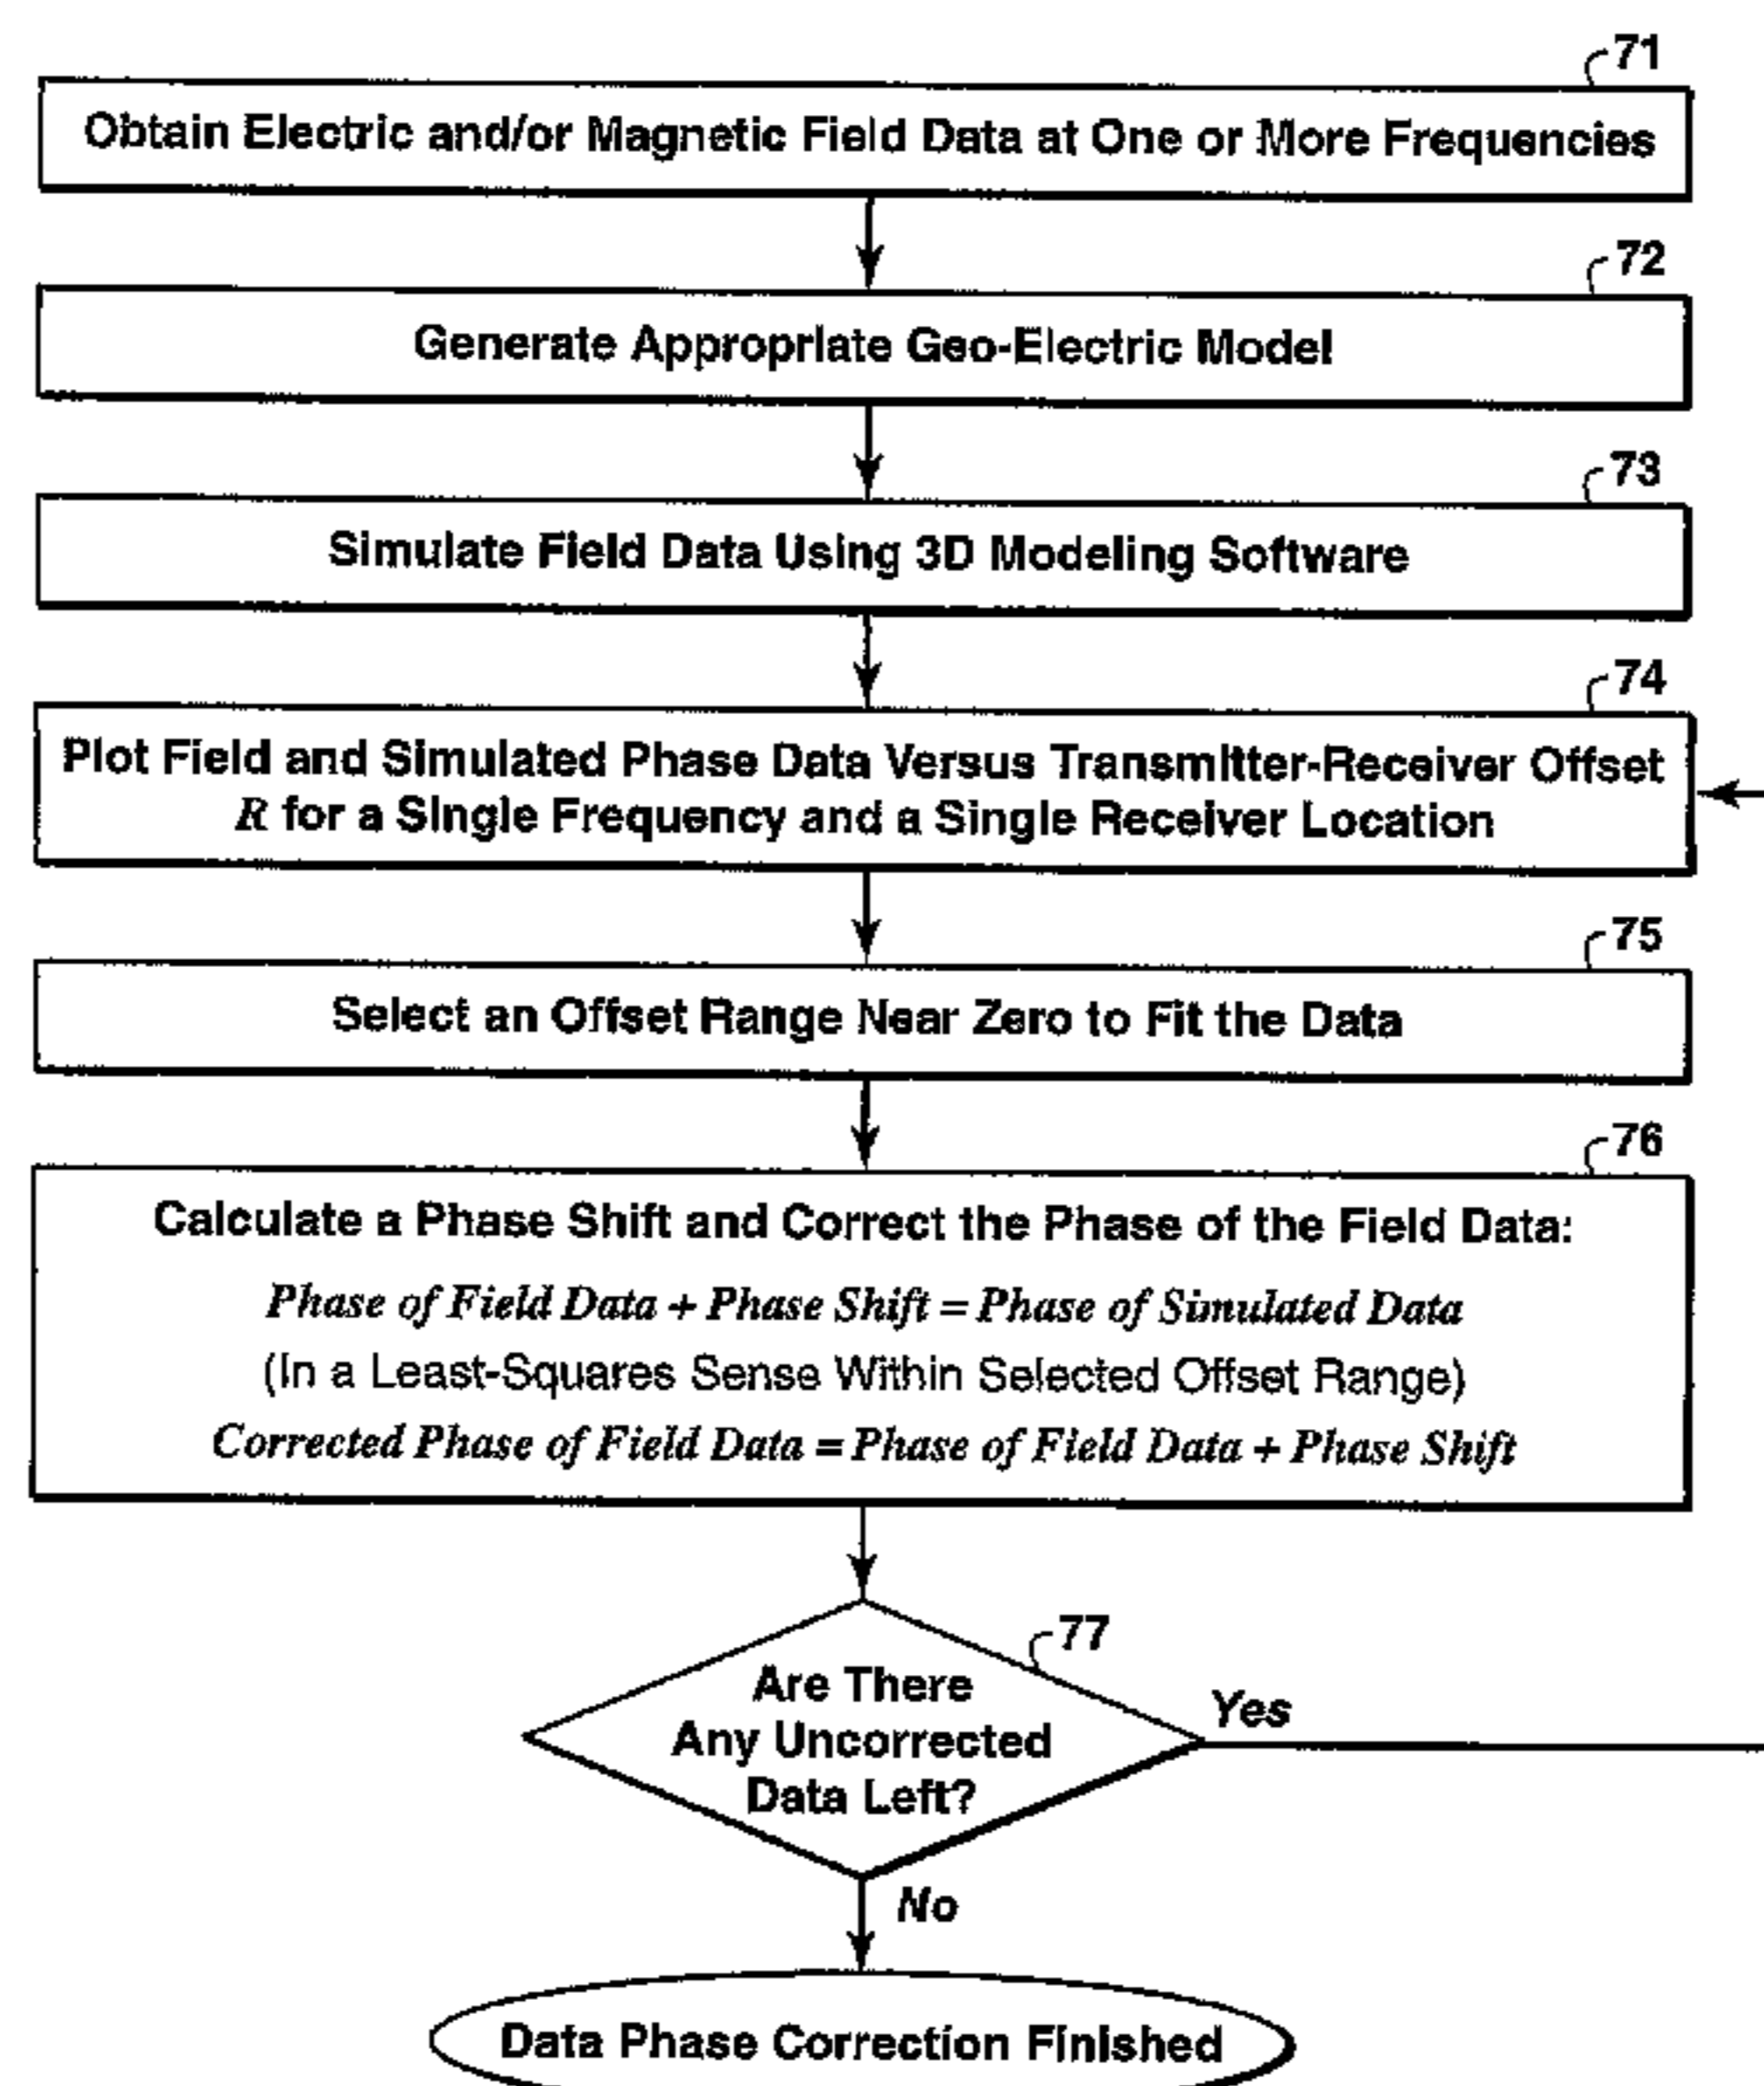 71
Obtain Electric and/or Magnetic Field Data at One or More Frequencies
72
Generate Appropriate Geo-Electric Model
73
Simulate Field Data Using 3D Modeling Software
74
Plot Field and Simulated Phase Data Versus Transmitter-Receiver Offset
R for a Single Frequency and a Single Receiver Location
75
Select an Offset Range Near Zero to Fit the Data
76
Calculate a Phase Shift and Correct the Phase of the Field Data:
Phase of Field Data + Phase Shift = Phase of Simulated Data
(In a Least-Squares Sense Within Selected Offset Range)
Corrected Phase of Field Data = Phase of Field Data + Phase Shift
77
Are There
Any Uncorrected
Data Left?
Yes
No
Data Phase Correction Finished